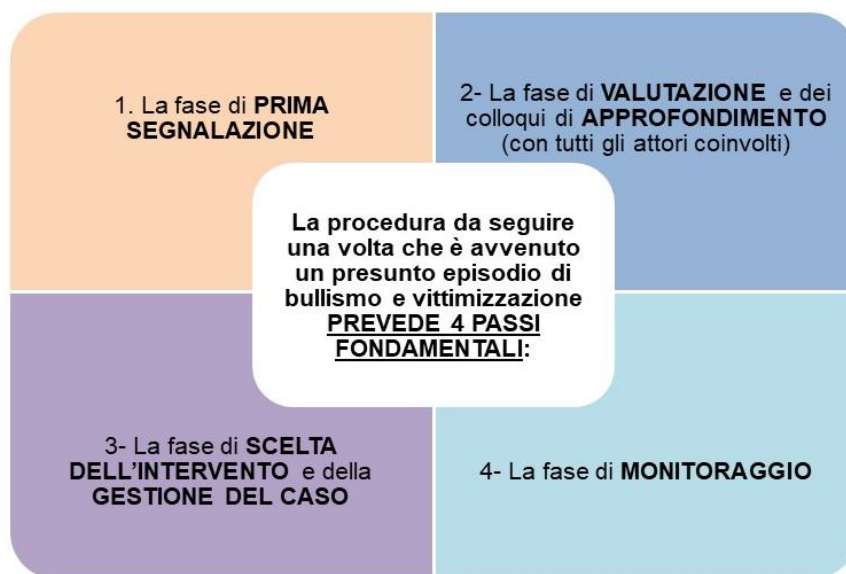 1. La fase di PRIMA
SEGNALAZIONE
2- La fase di VALUTAZIONE e dei
colloqui di APPROFONDIMENTO
(con tutti gli attori coinvolti)
La procedura da seguire
una volta che è avvenuto
un presunto episodio di
bullismo e vittimizzazione
PREVEDE 4 PASSI
FONDAMENTALI:
3- La fase di SCELTA
DELL’INTERVENTO e della
GESTIONE DEL CASO
4- La fase di MONITORAGGIO